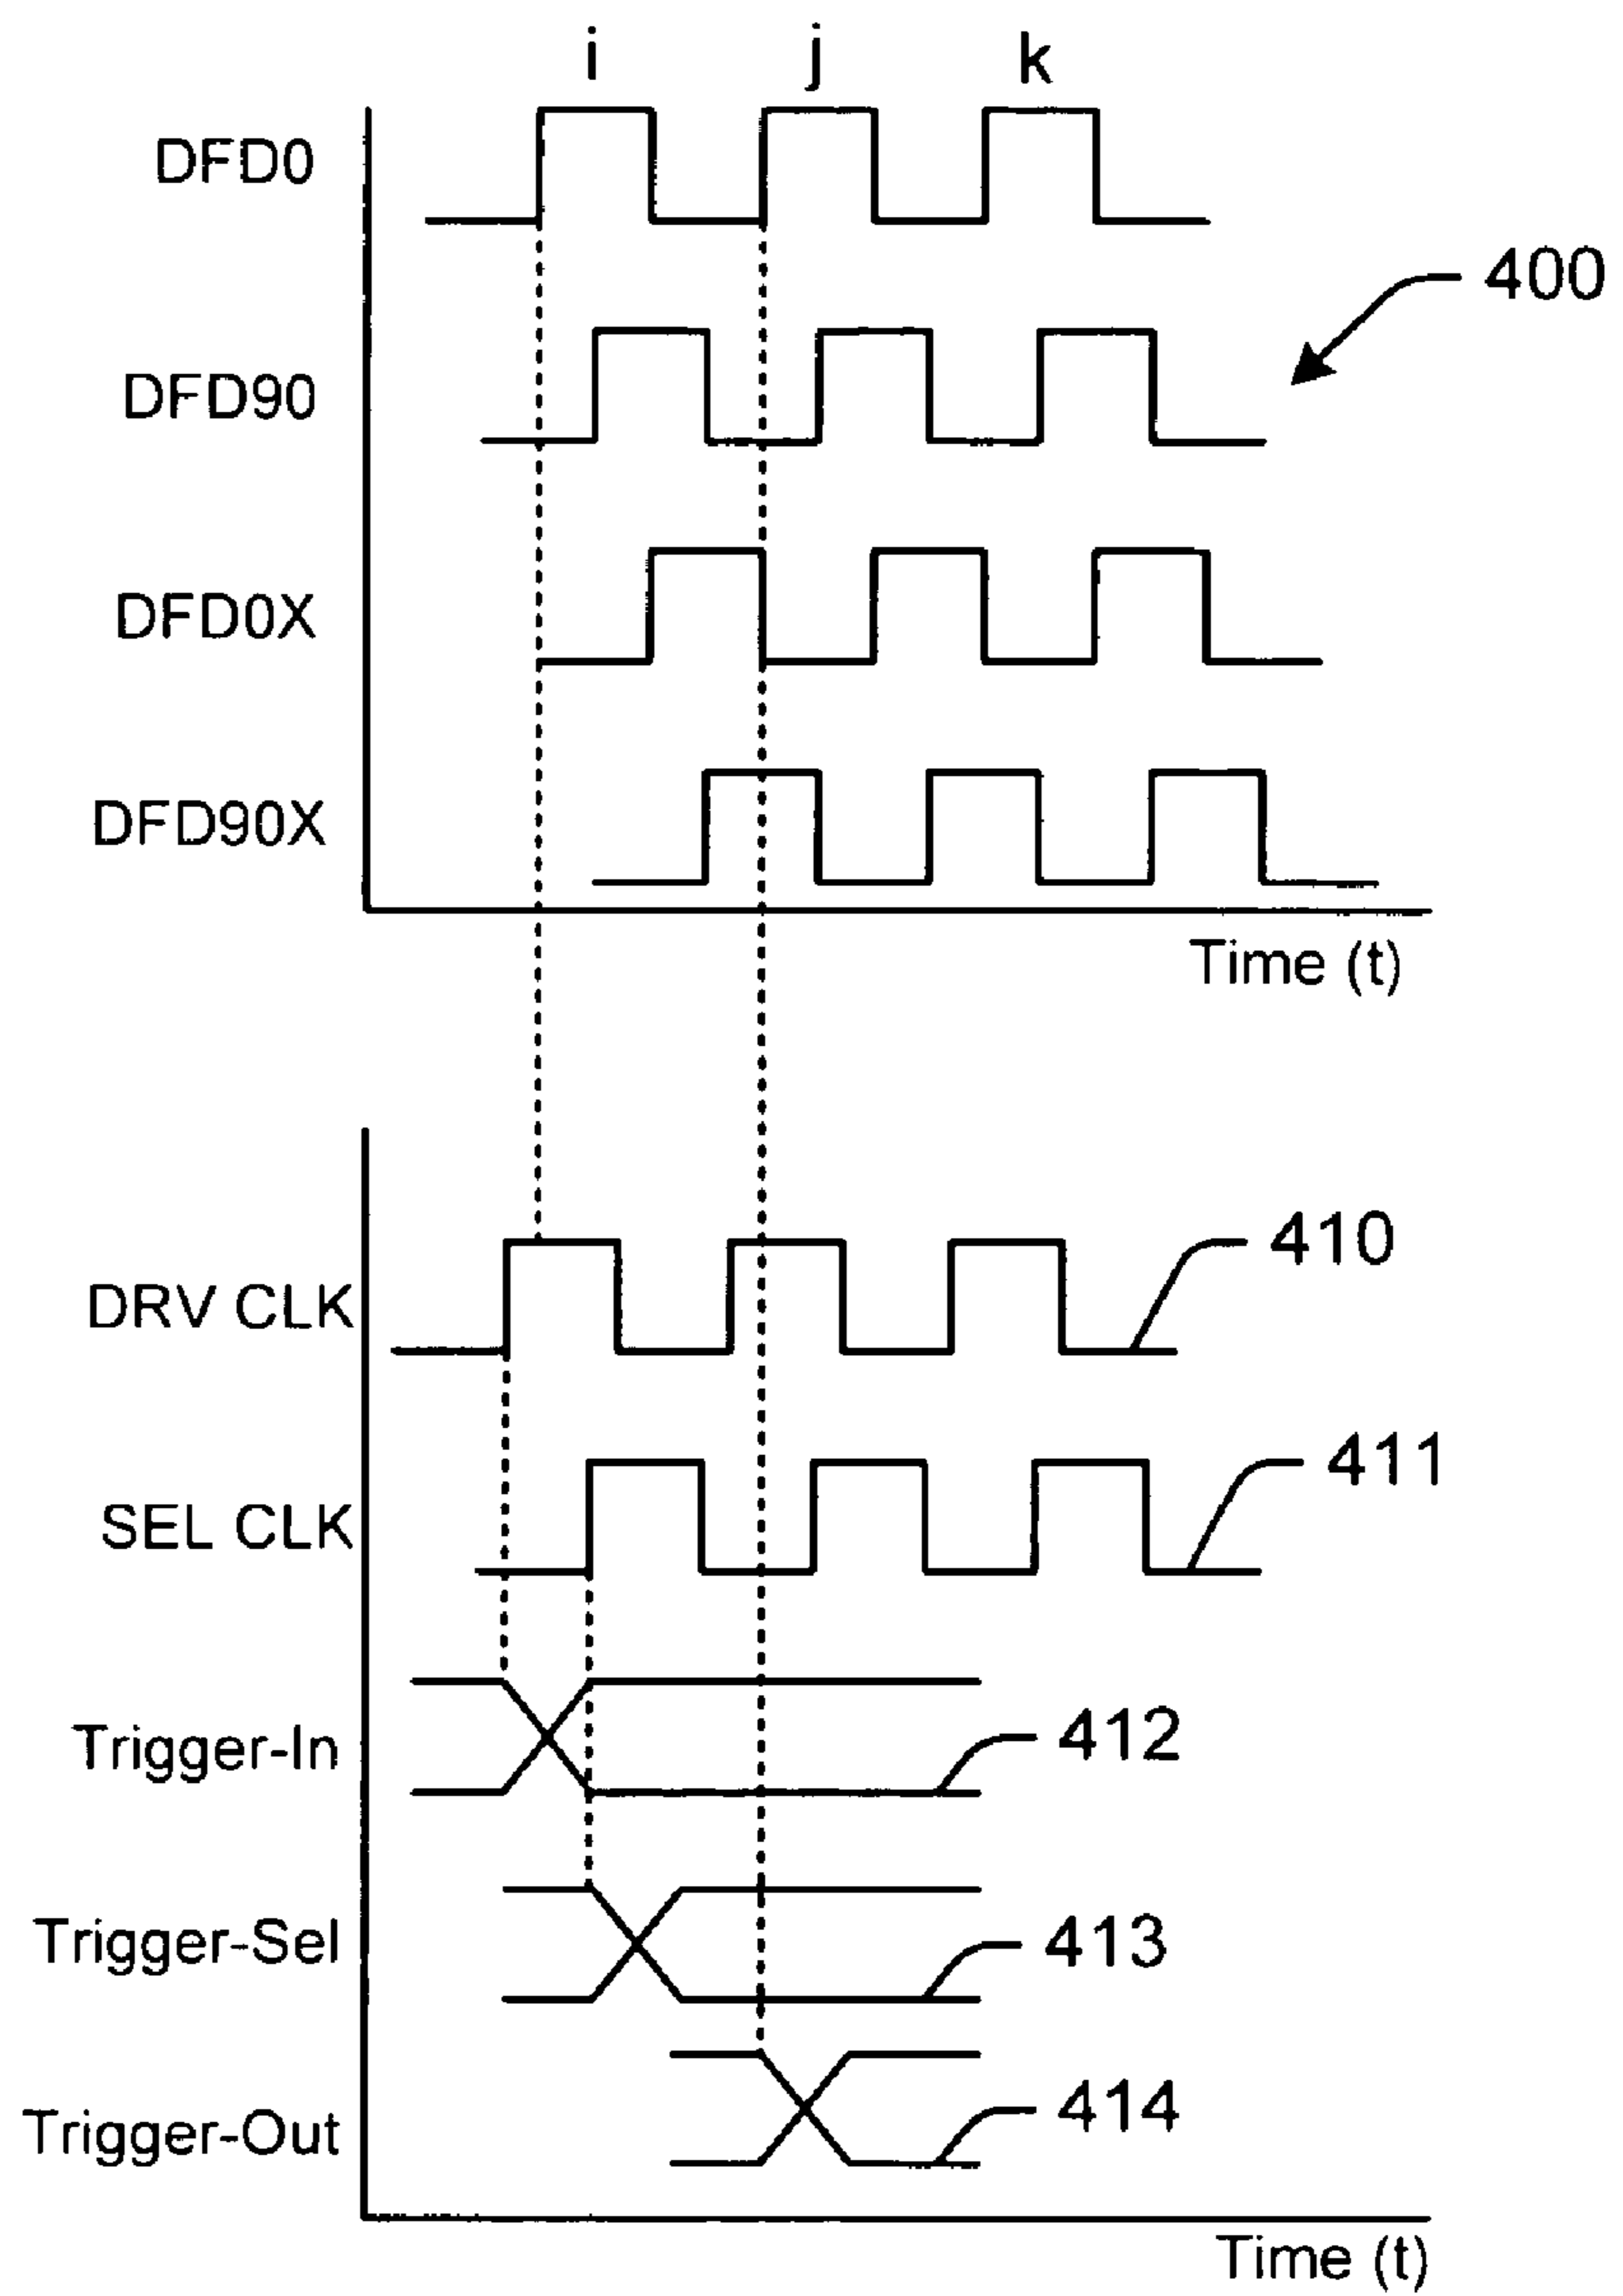 i j k
DFD0
400
DFD90
DFD0X
DFD90X
Time (t)
DRV CLK
410
SEL CLK
411
Trigger-In
412
Trigger-Sel
413
Trigger-Out
414
Time (t)